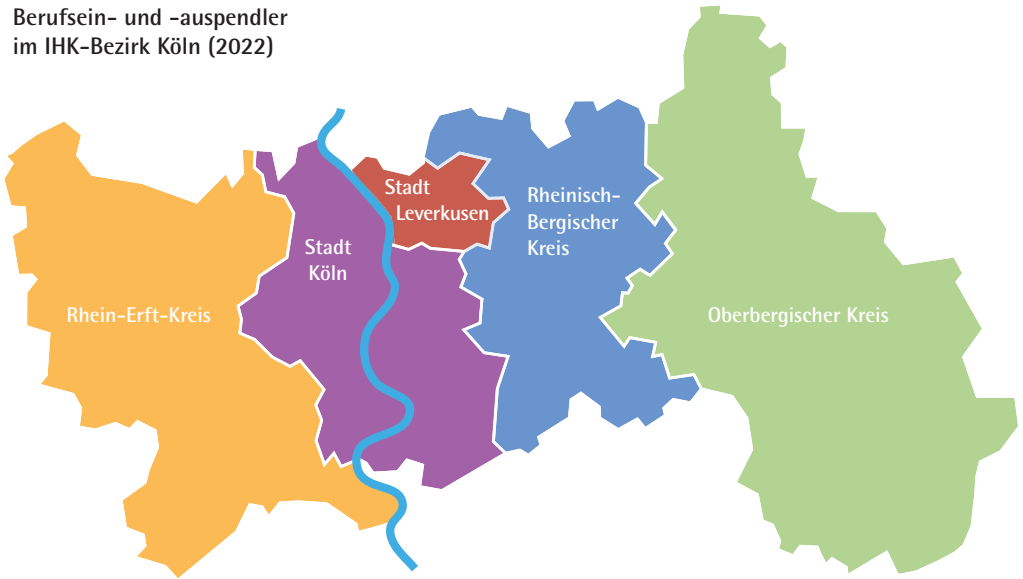 Berufsein- und -auspendler
im IHK-Bezirk Köln (2022)
Stadt
Leverkusen
Rheinisch-
Bergischer
Kreis
Stadt
Köln
Rhein-Erft-Kreis
Oberbergischer Kreis